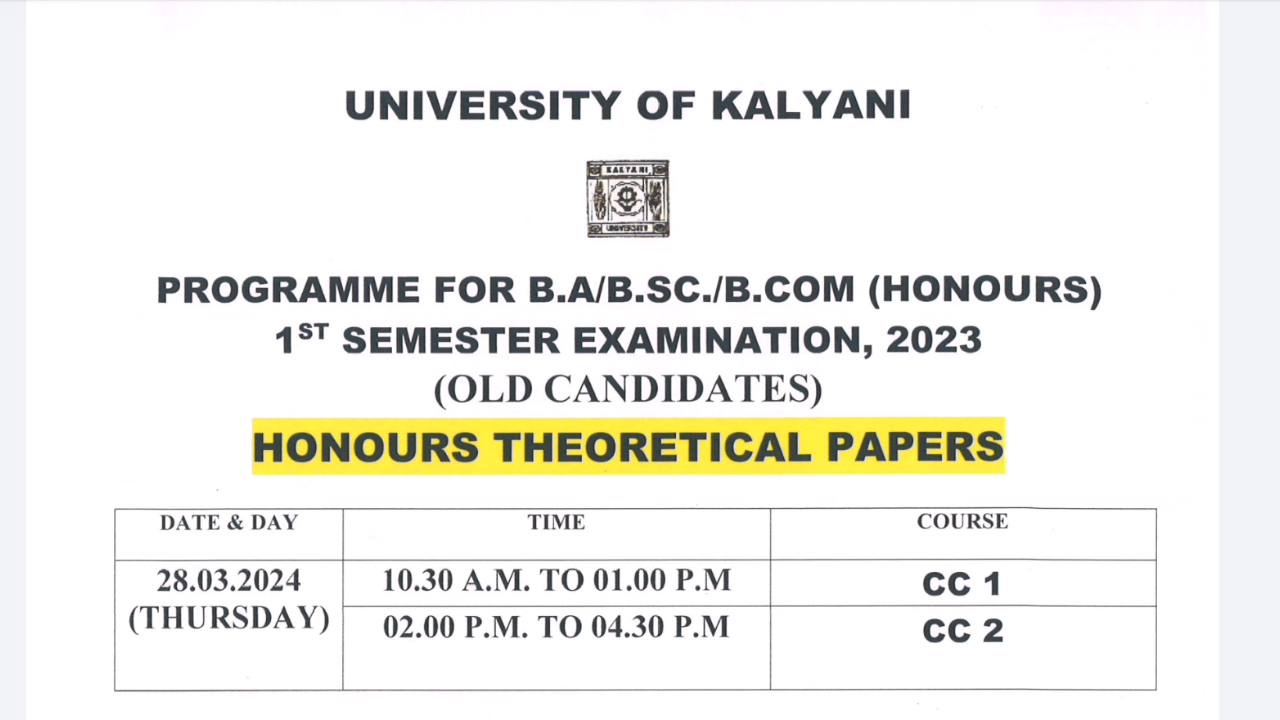 UNIVERSITY OF KALYANI
KALYANI
UNIVERSITY
PROGRAMME FOR B.A/B.SC./B.COM (HONOURS)
1ST SEMESTER EXAMINATION, 2023
(OLD CANDIDATES)
HONOURS THEORETICAL PAPERS
DATE & DAY TIME COURSE
28.03.2024 10.30 A.M. TO 01.00 P.M CC 1
(THURSDAY) 02.00 P.M. TO 04.30 P.M CC 2